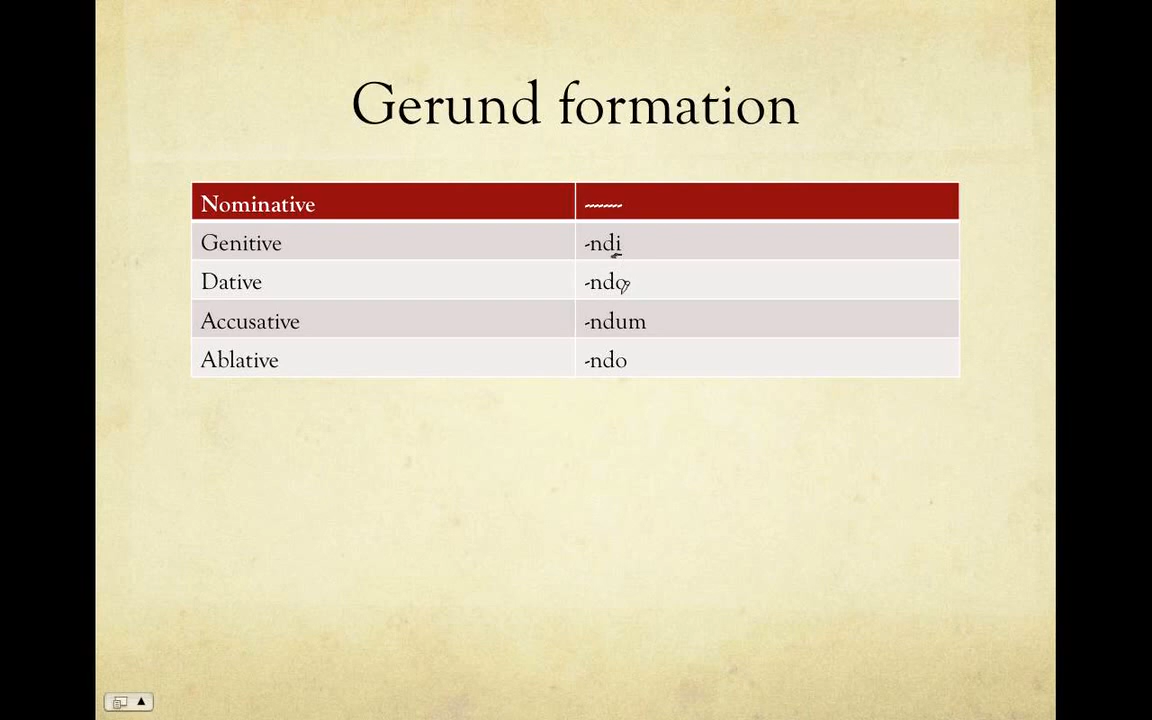 Gerund formation
Nominative -------
Genitive -ndi
Dative -ndo
Accusative -ndum
Ablative -ndo